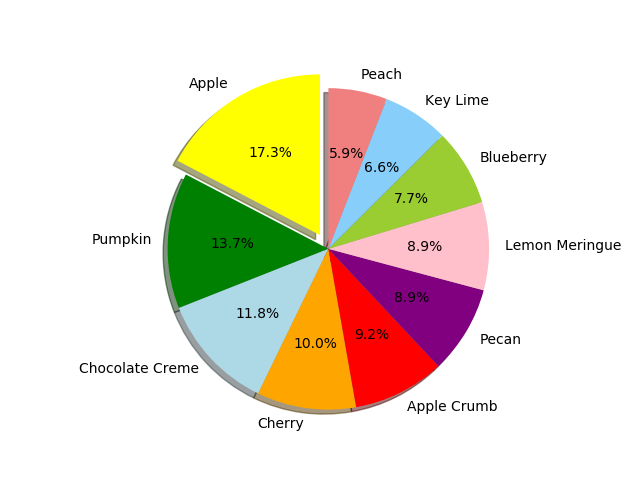 Peach
Apple
Key Lime
17.3%
5.9%
6.6%
Blueberry
7.7%
Pumpkin
13.7%
8.9%
Lemon Meringue
8.9%
11.8%
9.2%
Pecan
10.0%
Chocolate Creme
Apple Crumb
Cherry